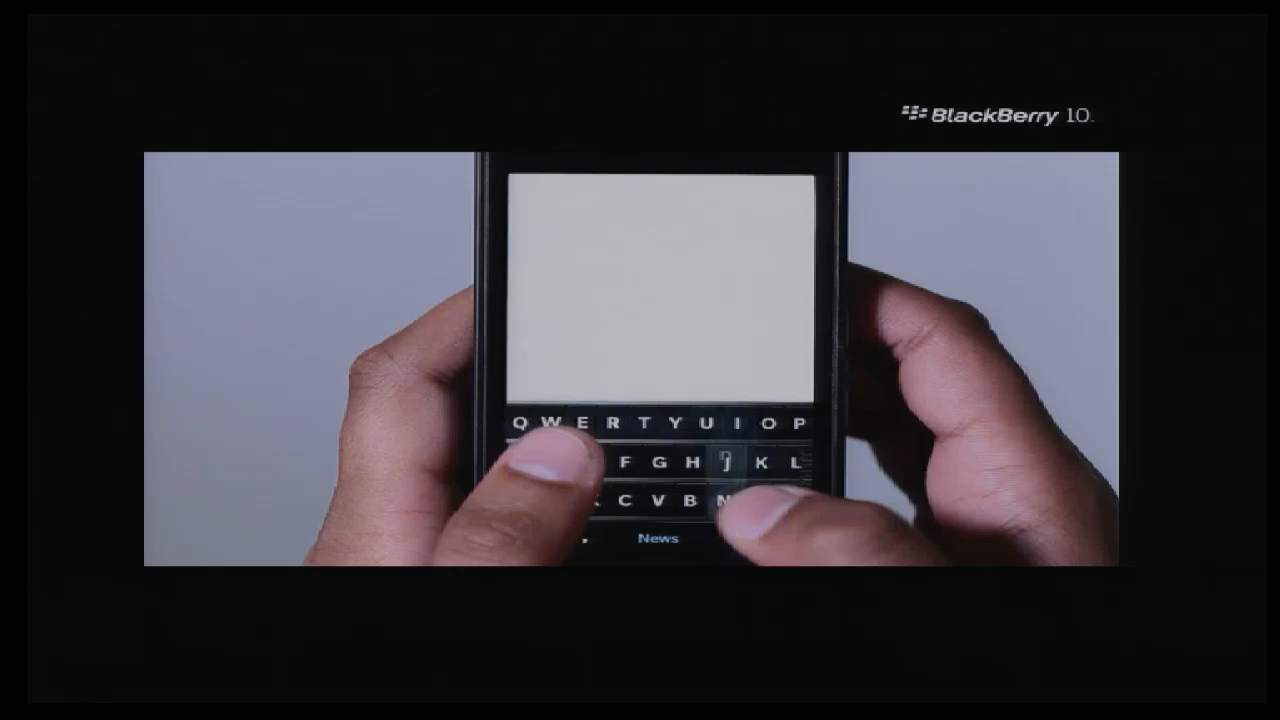 BlackBerry 10.
Q W E R T Y U I O P
F G H J K L
C V B N
News